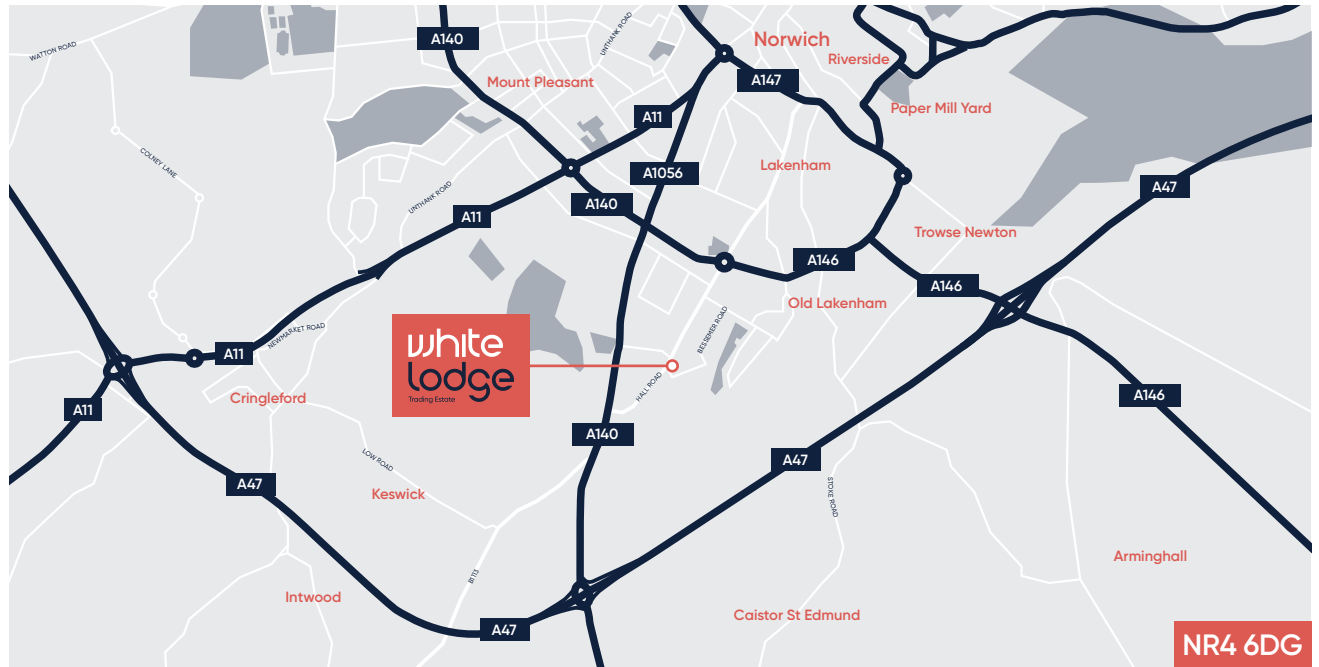 A140
UNTHANK ROAD
Norwich
WATTON ROAD
Riverside
Mount Pleasant
A147
Paper Mill Yard
A11
COLNEY LANE
Lakenham
A1056
A47
UNTHANK ROAD
A140
A11
Trowse Newton
A146
A146
Old Lakenham
NEWMARKET ROAD
BESSEMER ROAD
A11
white
lodge
Trading Estate
HALL ROAD
Cringleford
A11
A146
A140
LOW ROAD
A47
A47
Keswick
STOKE ROAD
Arminghall
B1113
Intwood
Caistor St Edmund
A47
NR4 6DG